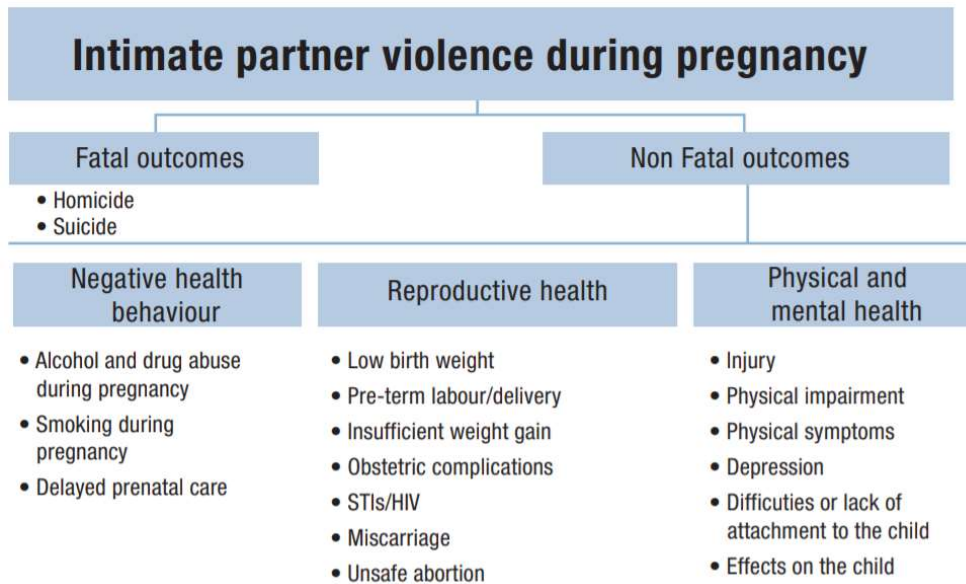 Intimate partner violence during pregnancy
Fatal outcomes
• Homicide
• Suicide
Non Fatal outcomes
Negative health
behaviour
• Alcohol and drug abuse
during pregnancy
• Smoking during
pregnancy
• Delayed prenatal care
Reproductive health
• Low birth weight
• Pre-term labour/delivery
• Insufficient weight gain
• Obstetric complications
• STIs/HIV
• Miscarriage
• Unsafe abortion
Physical and
mental health
• Injury
• Physical impairment
• Physical symptoms
• Depression
• Difficuties or lack of
attachment to the child
• Effects on the child